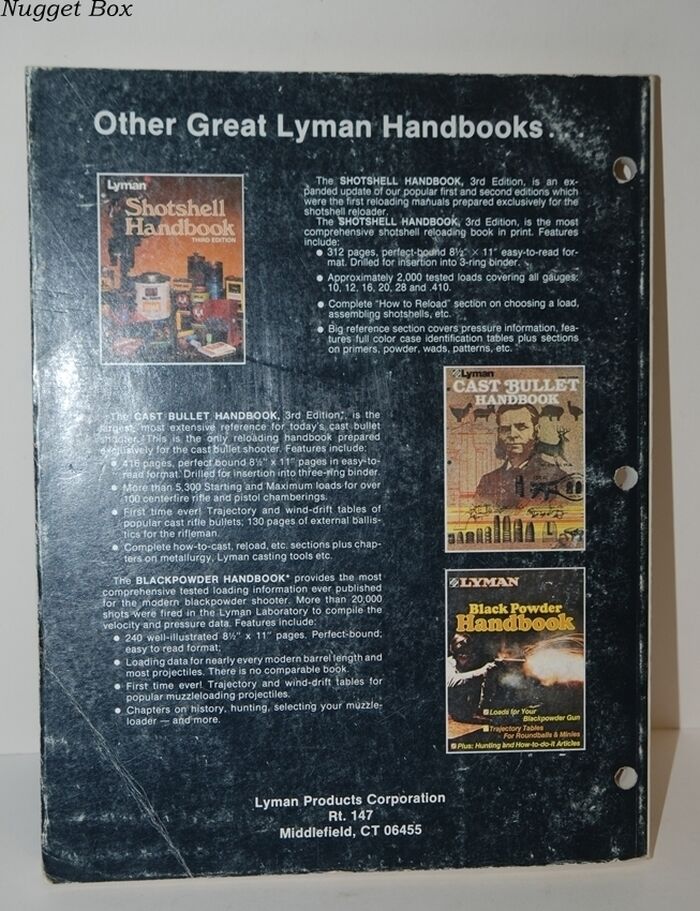 Nugget Box
Other Great Lyman Handbooks....
Lyman
Shotshell
Handbook
THIRD EDITION
The SHOTSHELL HANDBOOK, 3rd Edition, is an ex-
panded update of our popular first and second editions which
were the first reloading manuals prepared exclusively for the
shotshell reloader.
The SHOTSHELL HANDBOOK, 3rd Edition, is the most
comprehensive shotshell reloading book in print. Features
include:
● 312 pages, perfect-bound 8½" × 11" easy-to-read for-
mat. Drilled for insertion into 3-ring binder.
● Approximately 2,000 tested loads covering all gauges:
10, 12, 16, 20, 28 and .410.
● Complete "How to Reload" section on choosing a load,
assembling shotshells, etc.
● Big reference section covers pressure information, fea-
tures full color case identification tables plus sections
on primers, powder, wads, patterns, etc.
Lyman
CAST BULLET
HANDBOOK
The CAST BULLET HANDBOOK, 3rd Edition, is the
largest, most extensive reference for today's cast bullet
shooter. This is the only reloading handbook prepared
exclusively for the cast bullet shooter. Features include:
● 416 pages, perfect bound 8½" x 11" pages in easy-to-
read format. Drilled for insertion into three-ring binder.
● More than 5,300 Starting and Maximum loads for over
100 centerfire rifle and pistol chamberings.
● First time ever! Trajectory and wind-drift tables of
popular cast rifle bullets; 130 pages of external ballis-
tics for the rifleman.
● Complete how-to-cast, reload, etc. sections plus chap-
ters on metallurgy, Lyman casting tools etc.
The BLACKPOWDER HANDBOOK* provides the most
comprehensive tested loading information ever published
for the modern blackpowder shooter. More than 20,000
shots were fired in the Lyman Laboratory to compile the
velocity and pressure data. Features include:
● 240 well-illustrated 8½" x 11" pages. Perfect-bound;
easy to read format;
● Loading data for nearly every modern barrel length and
most projectiles. There is no comparable book.
● First time ever! Trajectory and wind-drift tables for
popular muzzleloading projectiles.
● Chapters on history, hunting, selecting your muzzle-
loader — and more.
LYMAN
Black Powder
Handbook
Loads for Your
Blackpowder Gun
Trajectory Tables
For Roundballs & Minies
Plus: Hunting and How-to-do-it Articles
Lyman Products Corporation
Rt. 147
Middlefield, CT 06455